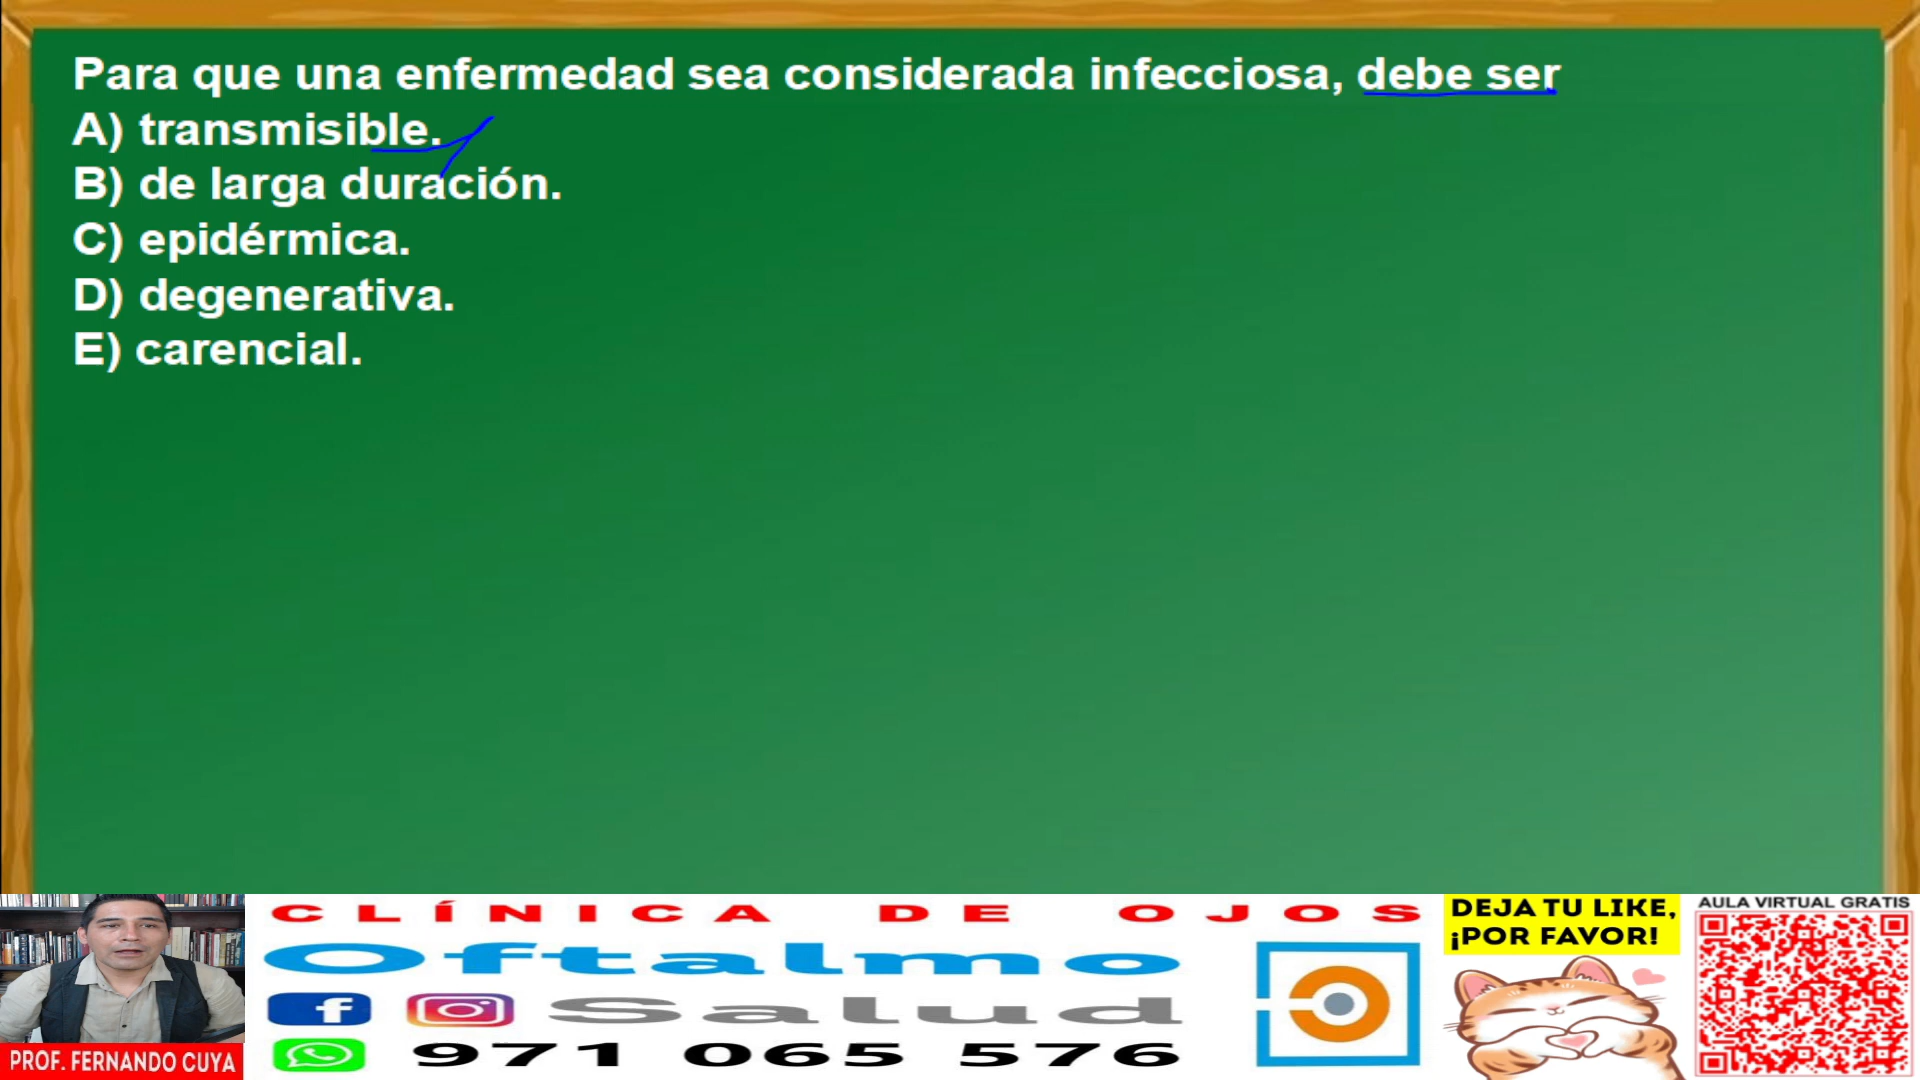 Para que una enfermedad sea considerada infecciosa, debe ser
A) transmisible.
B) de larga duración.
C) epidérmica.
D) degenerativa.
E) carencial.
PROF. FERNANDO CUYA
CLÍNICA DE OJOS
Oftalmo
Salud
971 065 576
DEJA TU LIKE,
¡POR FAVOR!
AULA VIRTUAL GRATIS